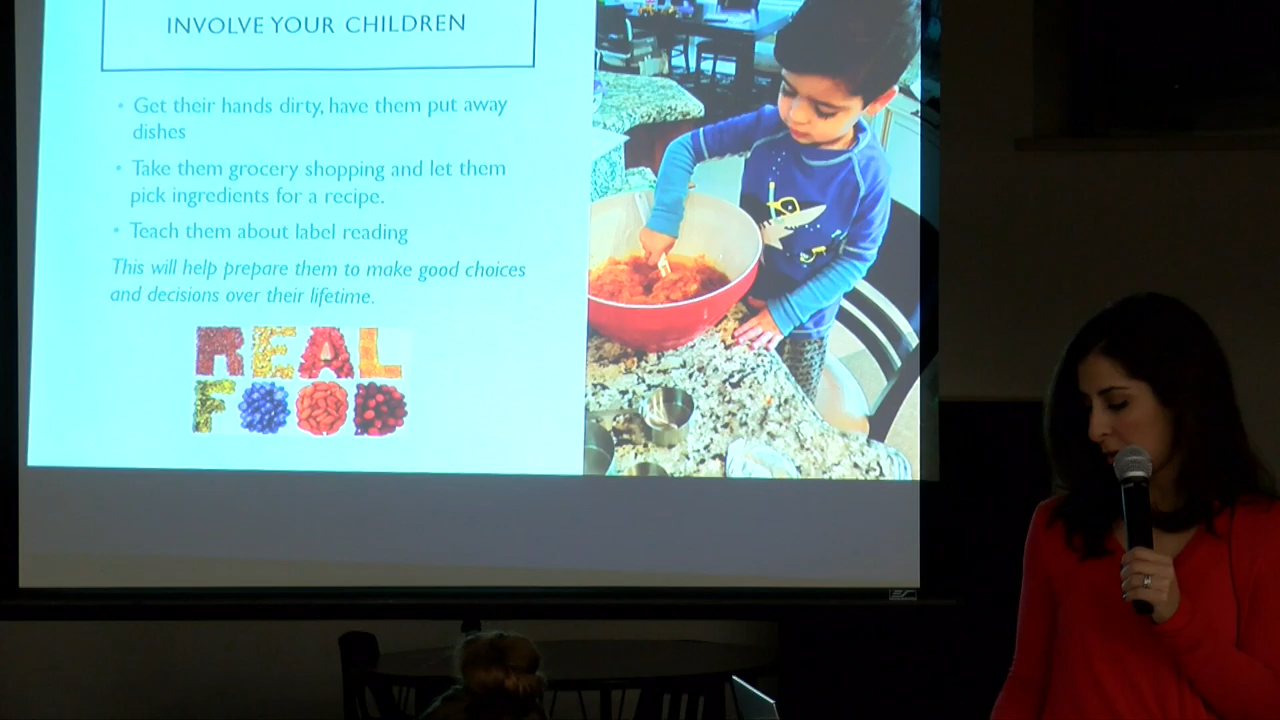 INVOLVE YOUR CHILDREN
• Get their hands dirty, have them put away
dishes
• Take them grocery shopping and let them
pick ingredients for a recipe.
• Teach them about label reading
This will help prepare them to make good choices
and decisions over their lifetime.
REAL
FOOD